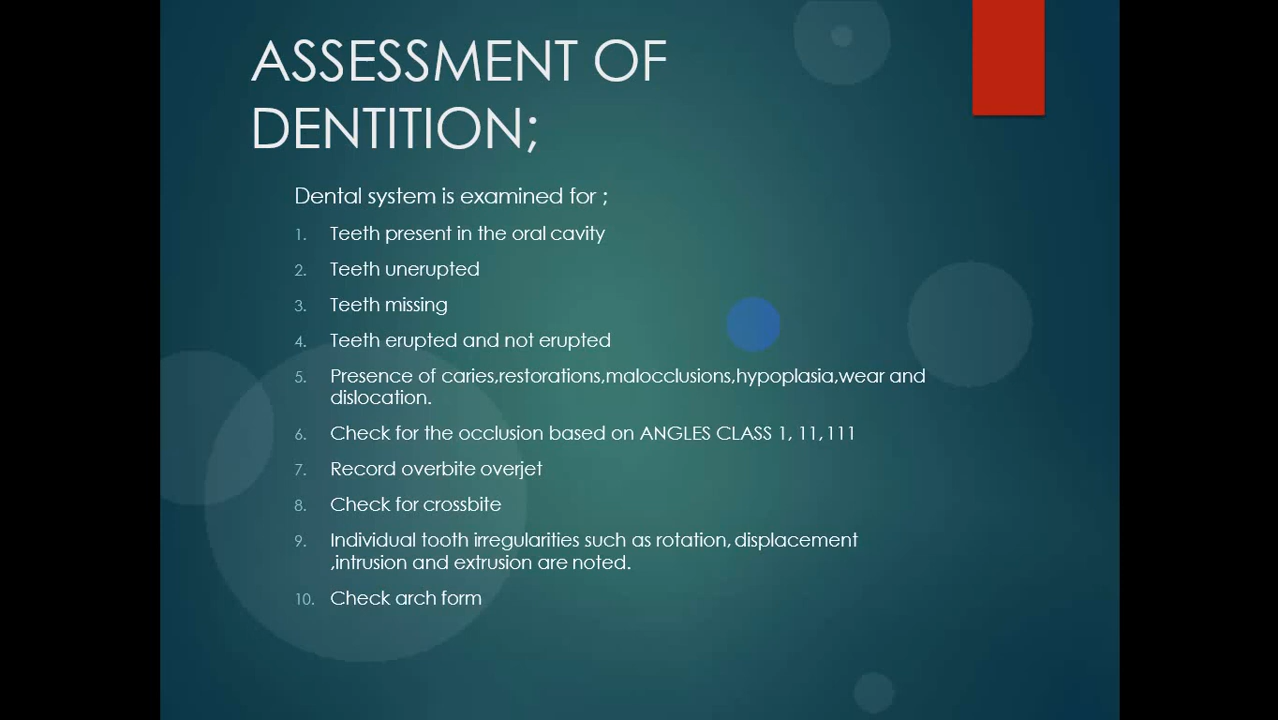 ASSESSMENT OF
DENTITION;
Dental system is examined for ;
1. Teeth present in the oral cavity
2. Teeth unerupted
3. Teeth missing
4. Teeth erupted and not erupted
5. Presence of caries,restorations,malocclusions,hypoplasia,wear and
dislocation.
6. Check for the occlusion based on ANGLES CLASS 1, 11, 111
7. Record overbite overjet
8. Check for crossbite
9. Individual tooth irregularities such as rotation, displacement
,intrusion and extrusion are noted.
10. Check arch form